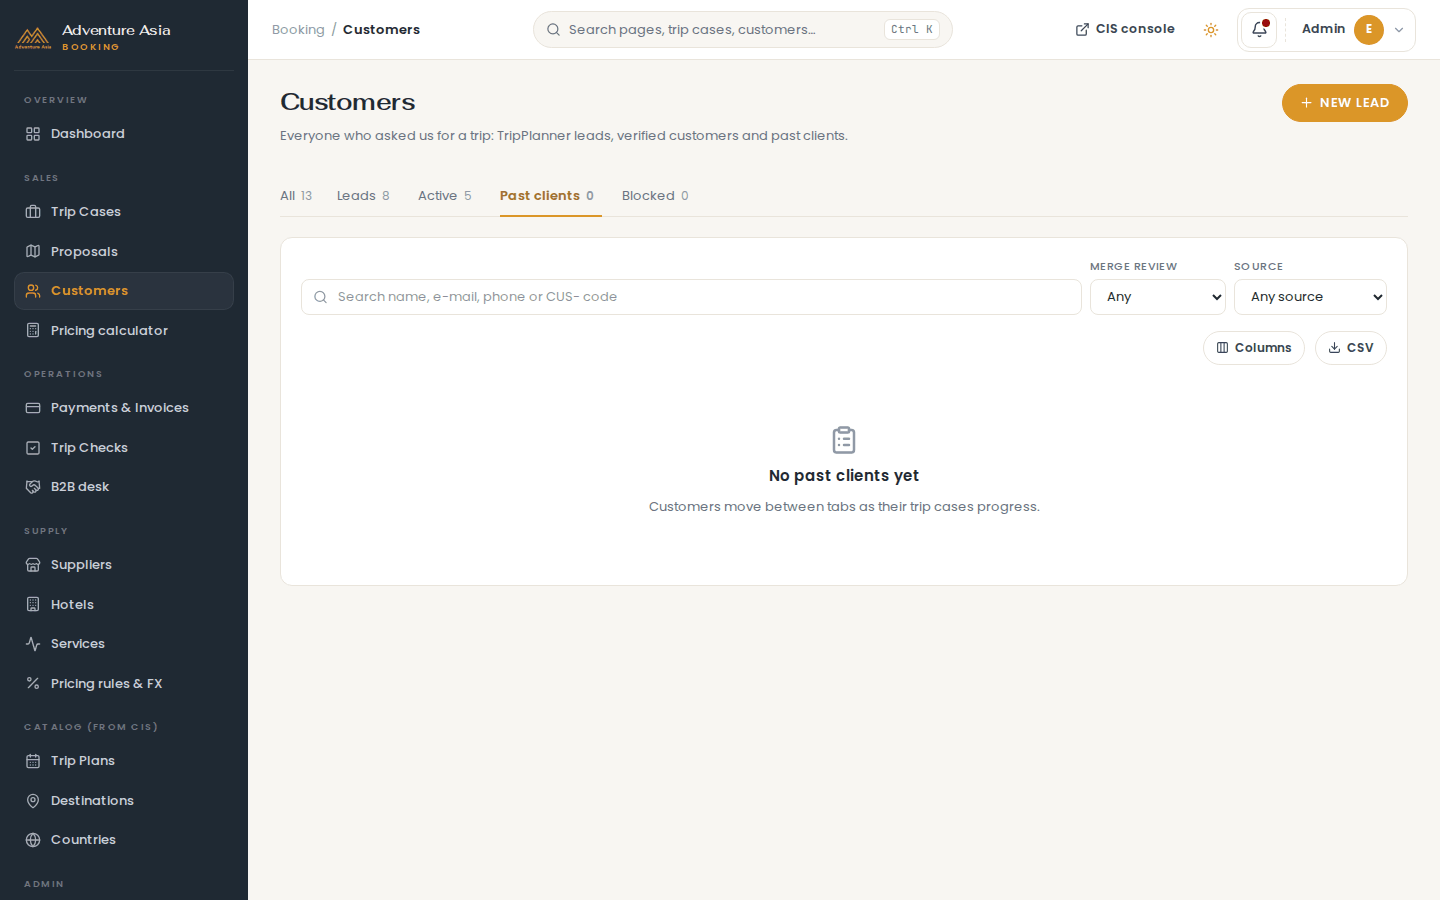 Adventure Asia
BOOKING
Adventure Asia
OVERVIEW
Dashboard
SALES
Trip Cases
Proposals
Customers
Pricing calculator
OPERATIONS
Payments & Invoices
Trip Checks
B2B desk
SUPPLY
Suppliers
Hotels
Services
Pricing rules & FX
CATALOG (FROM CIS)
Trip Plans
Destinations
Countries
ADMIN
Booking / Customers
Search pages, trip cases, customers...
Ctrl K
CIS console
Admin
E
Customers
Everyone who asked us for a trip: TripPlanner leads, verified customers and past clients.
NEW LEAD
All 13
Leads 8
Active 5
Past clients 0
Blocked 0
MERGE REVIEW
SOURCE
Search name, e-mail, phone or CUS- code
Any
Any source
Columns
CSV
No past clients yet
Customers move between tabs as their trip cases progress.